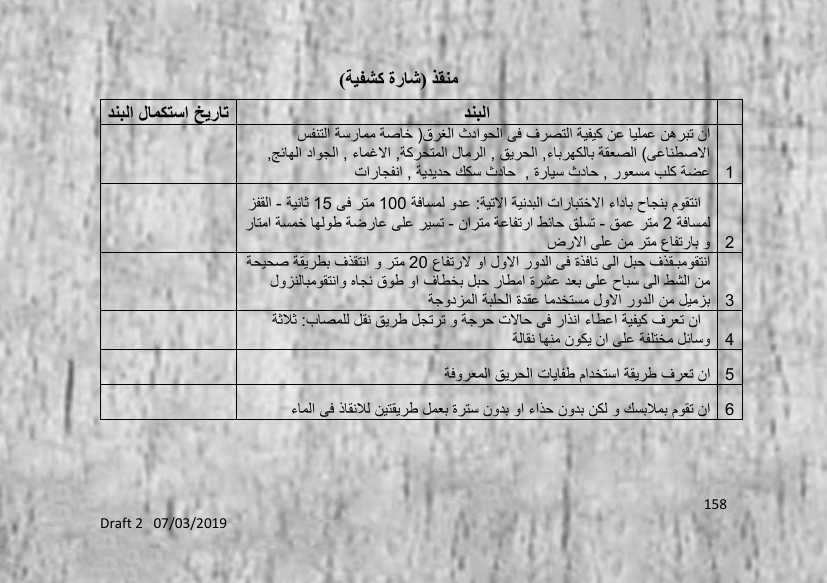 منقذ (شارة كشفية)
البند تاريخ استكمال البند
ان تبرهن عمليا عن كيفية التصرف فى الحوادث الغرق( خاصة ممارسة التنفس
الاصطناعى) الصعقة بالكهرباء, الحريق , الرمال المتحركة, الاغماء , الجواد الهائج,
1 عضة كلب مسعور , حادث سيارة , حادث سكك حديدية , انفجارات
انتقوم بنجاح باداء الاختبارات البدنية الاتية: عدو لمسافة 100 متر فى 15 ثانية - القفز
لمسافة 2 متر عمق - تسلق حائط ارتفاعة متران - تسير على عارضة طولها خمسة امتار
2 و بارتفاع متر من على الارض
انتقومبقذف حبل الى نافذة فى الدور الاول او لارتفاع 20 متر و انتقذف بطريقة صحيحة
من الشط الى سباح على بعد عشرة امطار حبل بخطاف او طوق نجاه وانتقومبالنزول
3 بزميل من الدور الاول مستخدما عقدة الحلبة المزدوجة
ان تعرف كيفية اعطاء انذار فى حالات حرجة و ترتجل طريق نقل للمصاب: ثلاثة
4 وسائل مختلفة على ان يكون منها نقالة
5 ان تعرف طريقة استخدام طفايات الحريق المعروفة
6 ان تقوم بملابسك و لكن بدون حذاء او بدون سترة بعمل طريقتين للانقاذ فى الماء
158
Draft 2 07/03/2019